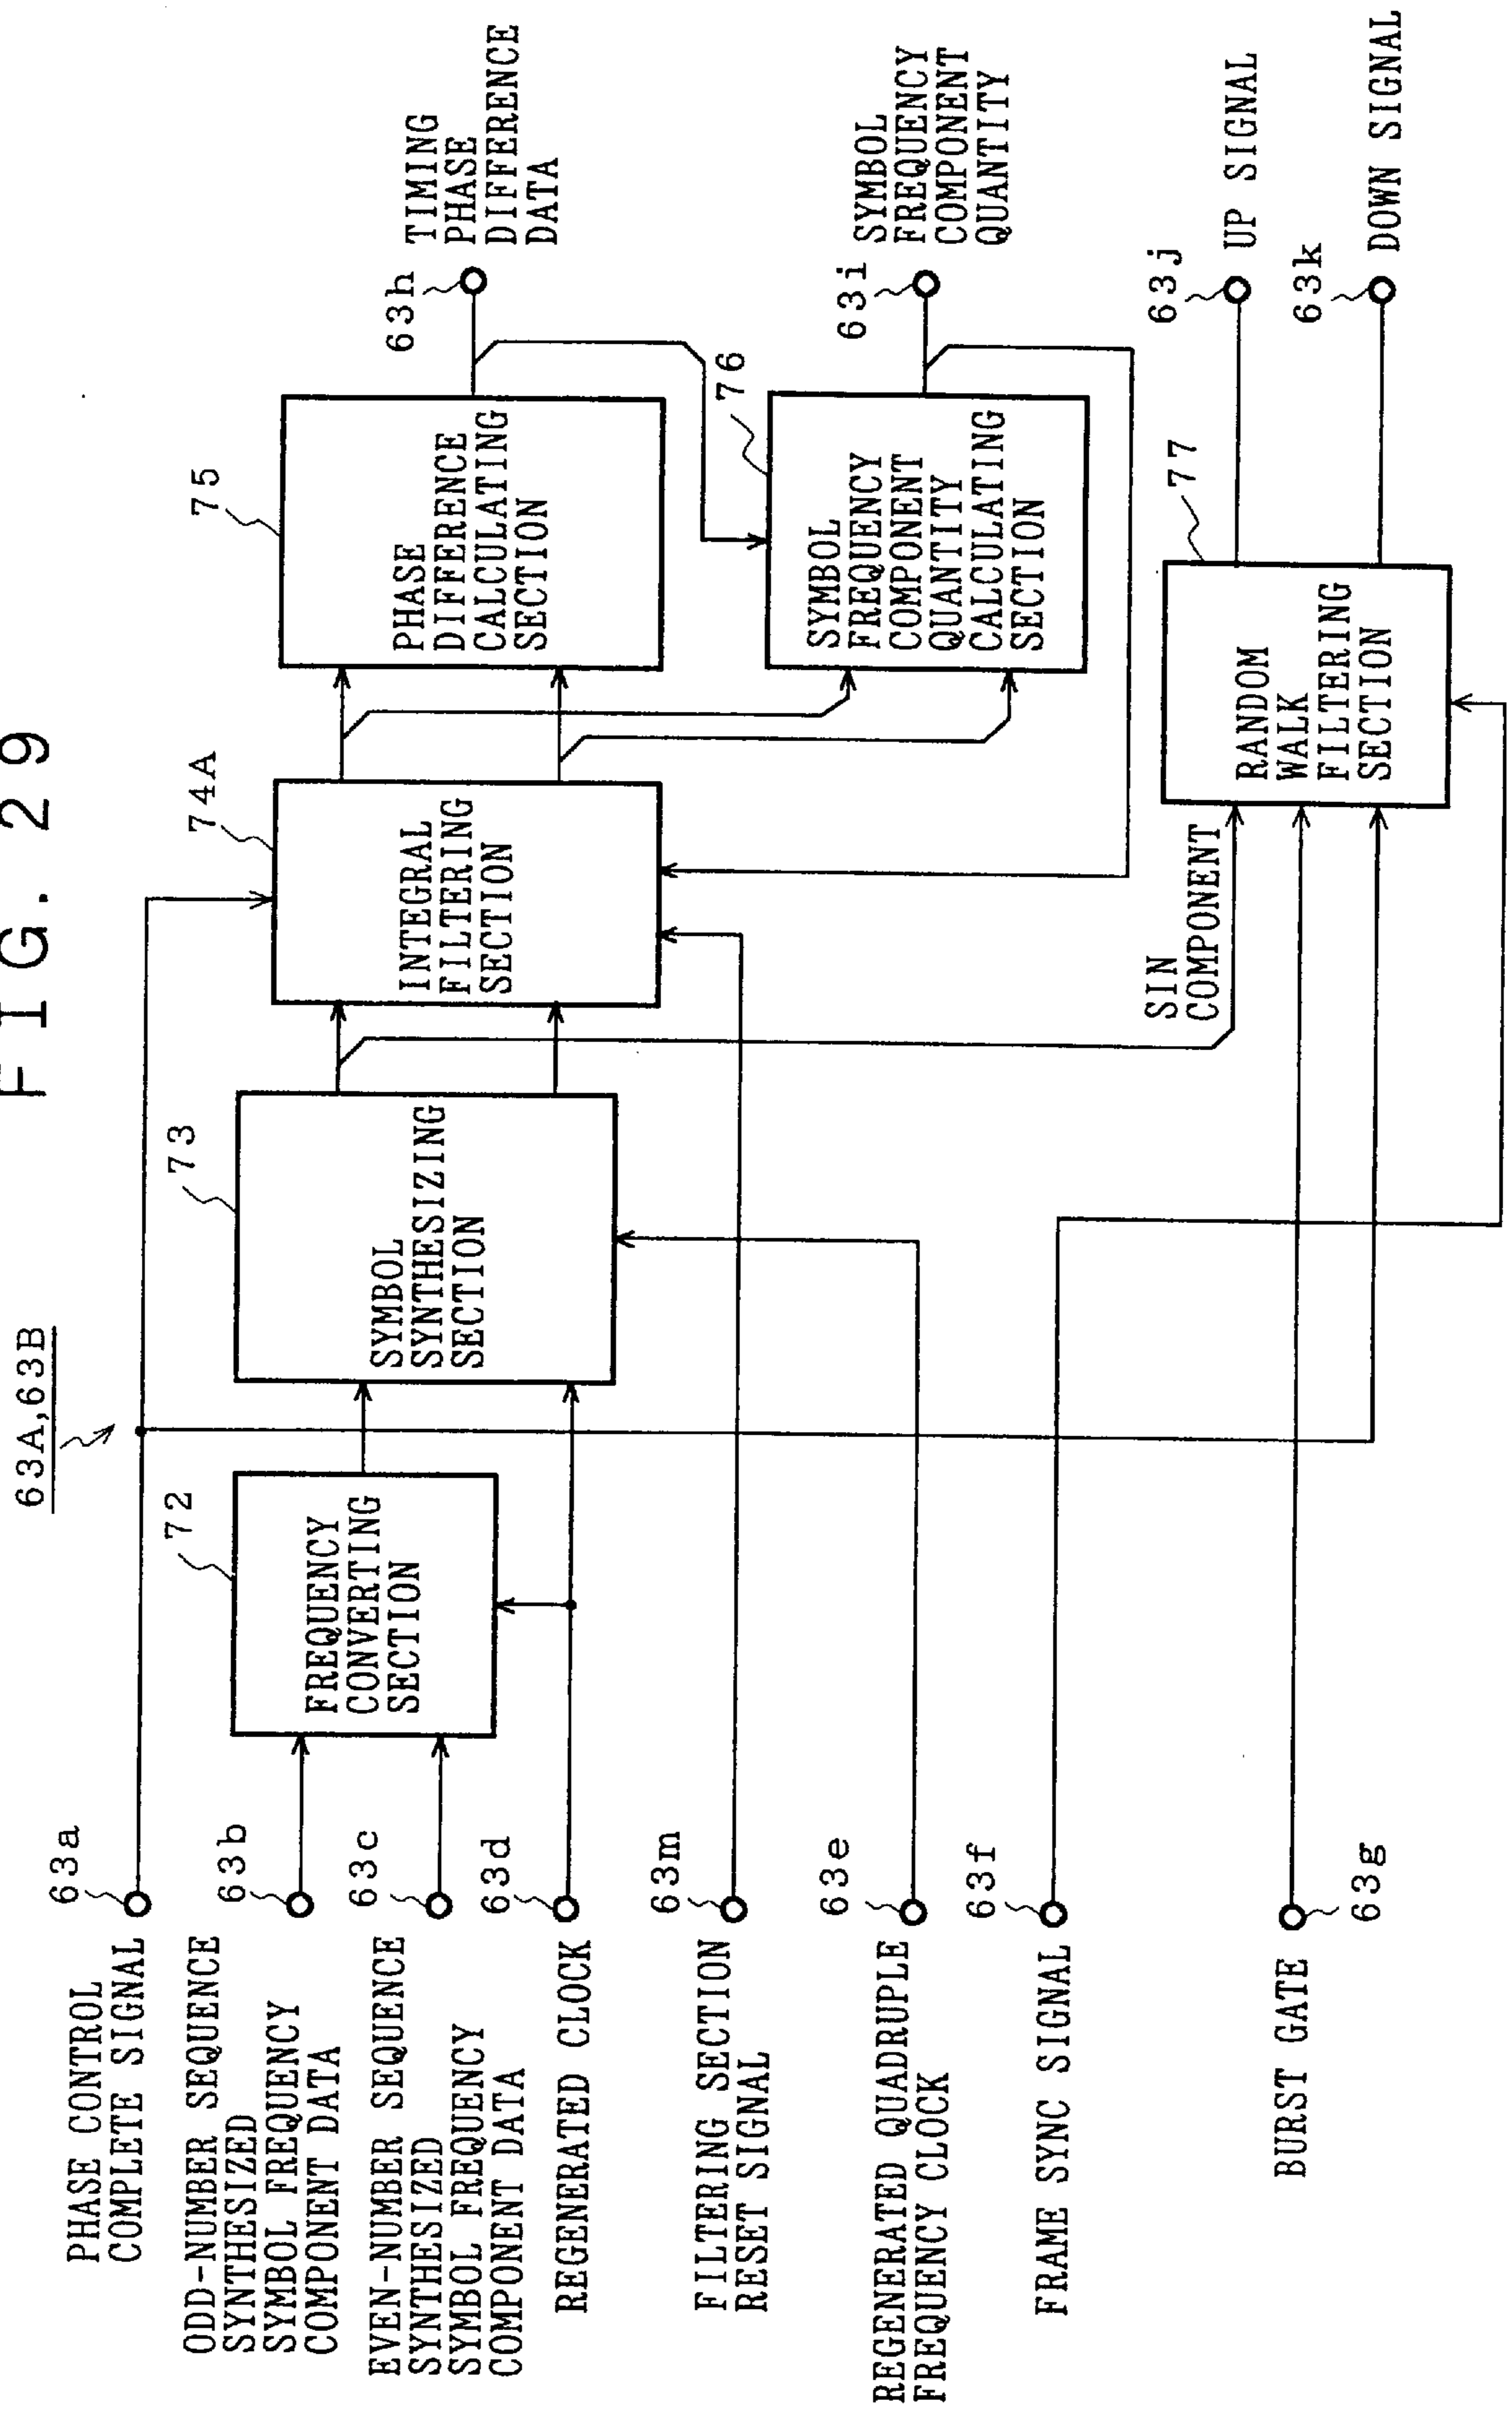 FIG. 29
63A,63B
PHASE CONTROL
COMPLETE SIGNAL
63a
ODD-NUMBER SEQUENCE
SYNTHESIZED
SYMBOL FREQUENCY
COMPONENT DATA
63b
EVEN-NUMBER SEQUENCE
SYNTHESIZED
SYMBOL FREQUENCY
COMPONENT DATA
63c
REGENERATED CLOCK
63d
FILTERING SECTION
RESET SIGNAL
63m
REGENERATED QUADRUPLE
FREQUENCY CLOCK
63e
FRAME SYNC SIGNAL
63f
BURST GATE
63g
72
FREQUENCY
CONVERTING
SECTION
73
SYMBOL
SYNTHESIZING
SECTION
74A
INTEGRAL
FILTERING
SECTION
75
PHASE
DIFFERENCE
CALCULATING
SECTION
76
SYMBOL
FREQUENCY
COMPONENT
QUANTITY
CALCULATING
SECTION
SIN
COMPONENT
77
RANDOM
WALK
FILTERING
SECTION
63h
TIMING
PHASE
DIFFERENCE
DATA
63i
SYMBOL
FREQUENCY
COMPONENT
QUANTITY
63j
UP SIGNAL
63k
DOWN SIGNAL